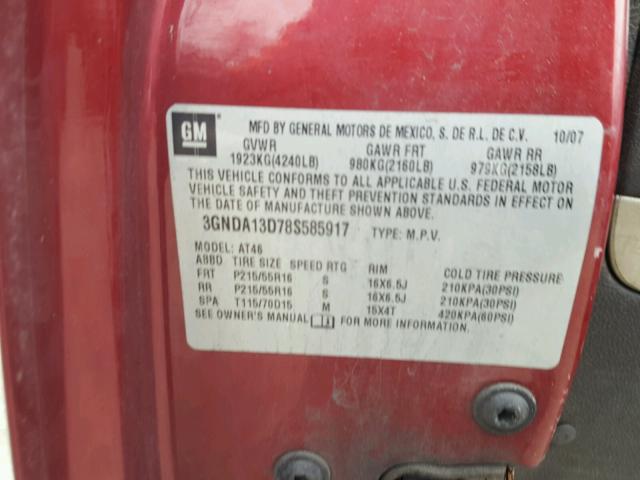 GM
MFD BY GENERAL MOTORS DE MEXICO, S. DE R.L. DE C.V. 10/07
GVWR GAWR FRT GAWR RR
1923KG(4240LB) 980KG(2160LB) 979KG(2158LB)
THIS VEHICLE CONFORMS TO ALL APPLICABLE U.S. FEDERAL MOTOR
VEHICLE SAFETY AND THEFT PREVENTION STANDARDS IN EFFECT ON
THE DATE OF MANUFACTURE SHOWN ABOVE.
3GNDA13D78S585917 TYPE: M.P.V.
MODEL: AT46
ABBD TIRE SIZE SPEED RTG RIM COLD TIRE PRESSURE
FRT P215/55R16 S 16X6.5J 210KPA(30PSI)
RR P215/55R16 S 16X6.5J 210KPA(30PSI)
SPA T115/70D15 M 15X4T 420KPA(60PSI)
SEE OWNER'S MANUAL FOR MORE INFORMATION.